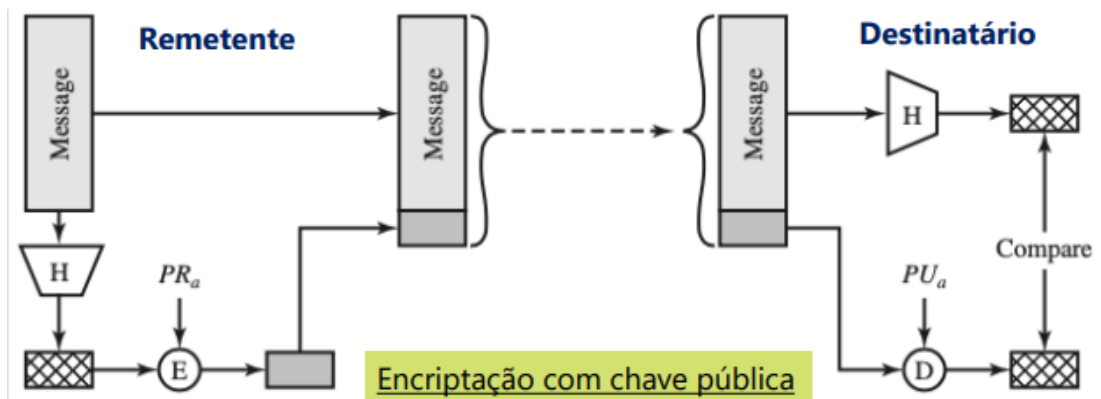 Remetente
Destinatário
Message
Message
Message
H
H
PRa
PUa
Compare
E
D
Encriptação com chave pública